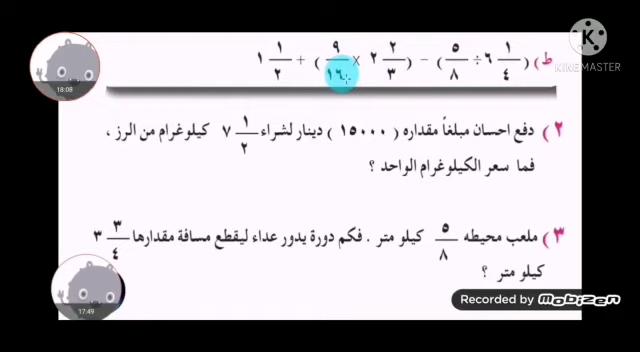 ط) ( ٦ ١/٤ ÷ ٥/٨ ) − ( ٢ ٢/٣ × ٩/١٦ ) + ١ ١/٢
KINEMASTER
18:08
٢) دفع احسان مبلغاً مقداره ( ١٥٠٠٠ ) دينار لشراء ٧ ١/٢ كيلوغرام من الرز ،
فما سعر الكيلوغرام الواحد ؟
٣) ملعب محيطه ٥/٨ كيلو متر . فكم دورة يدور عداء ليقطع مسافة مقدارها ٣ ٣/٤
كيلو متر ؟
Recorded by Mobizen
17:49